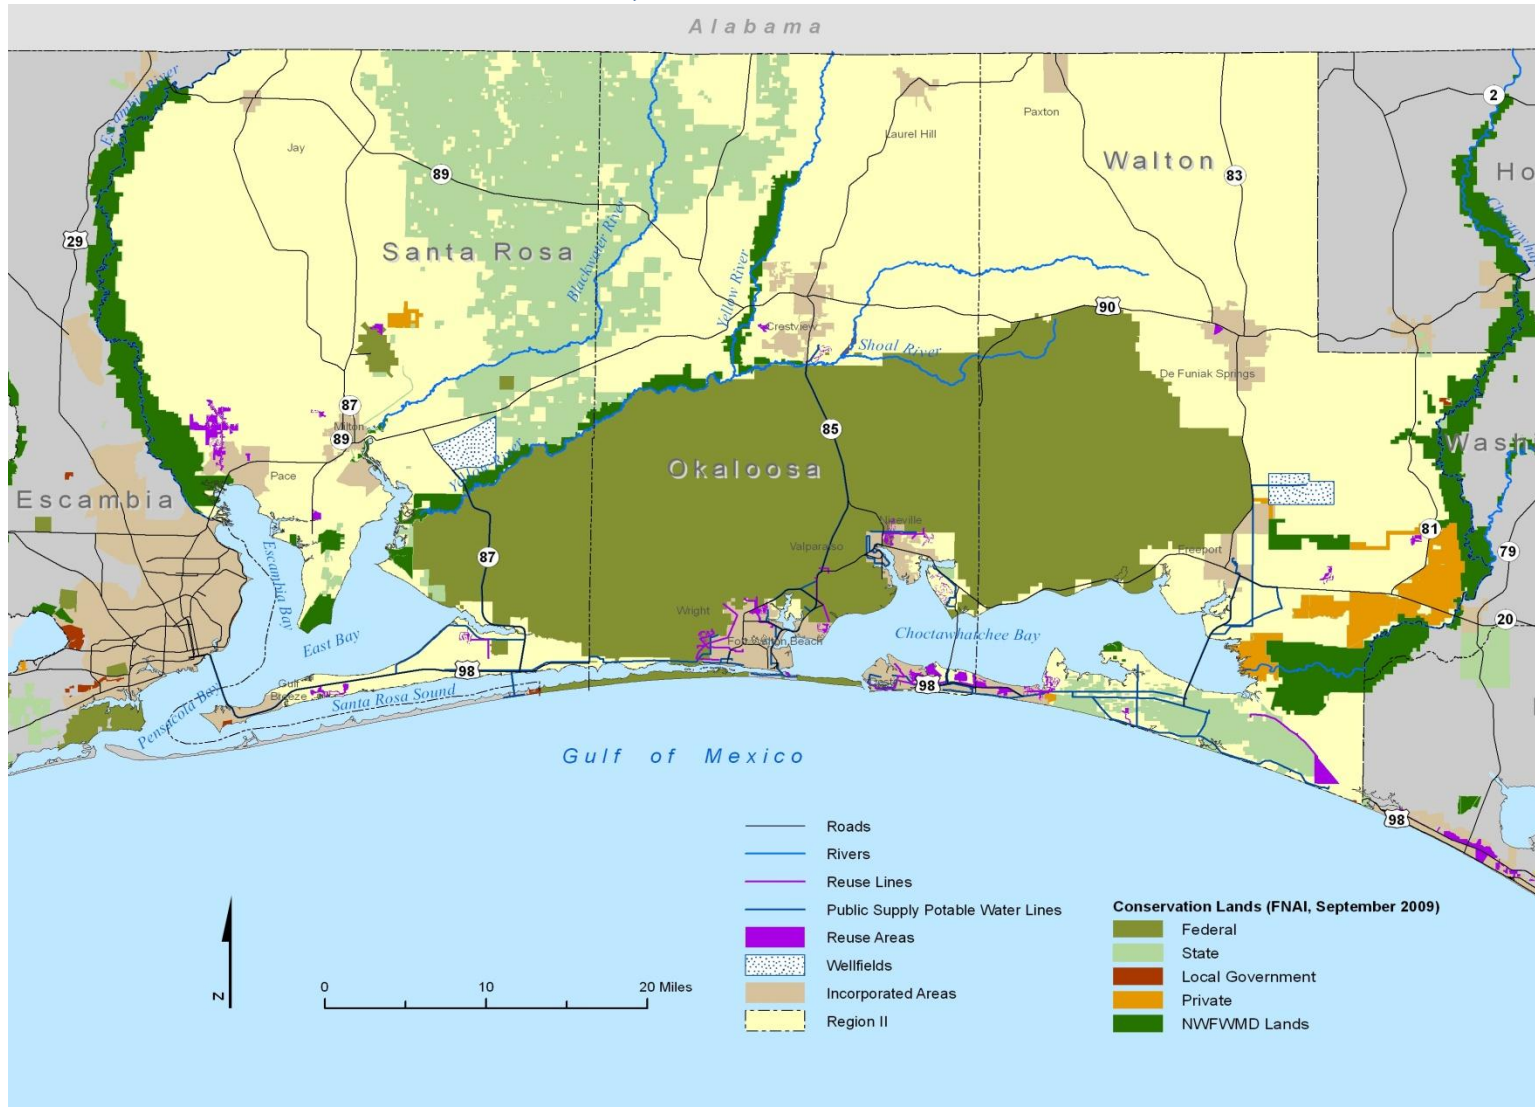 Alabama
2
Escambia River
Jay
Laurel Hill
Paxton
Walton
89
83
Ho
29
Santa Rosa
Blackwater River
Yellow River
90
Crestview
Shoal River
De Funiak Springs
87
Milton
89
85
Wash
Pace
Yellow River
Okaloosa
Escambia
Niceville
81
87
Valparaiso
Freeport
79
Escambia Bay
Wright
20
East Bay
Fort Walton Beach
Choctawhatchee Bay
98
Gulf
Breeze
98
Santa Rosa Sound
Pensacola Bay
Gulf of Mexico
98
Roads
Rivers
Reuse Lines
Public Supply Potable Water Lines
Reuse Areas
Wellfields
Incorporated Areas
Region II
Conservation Lands (FNAI, September 2009)
Federal
State
Local Government
Private
NWFWMD Lands
N
0 10 20 Miles